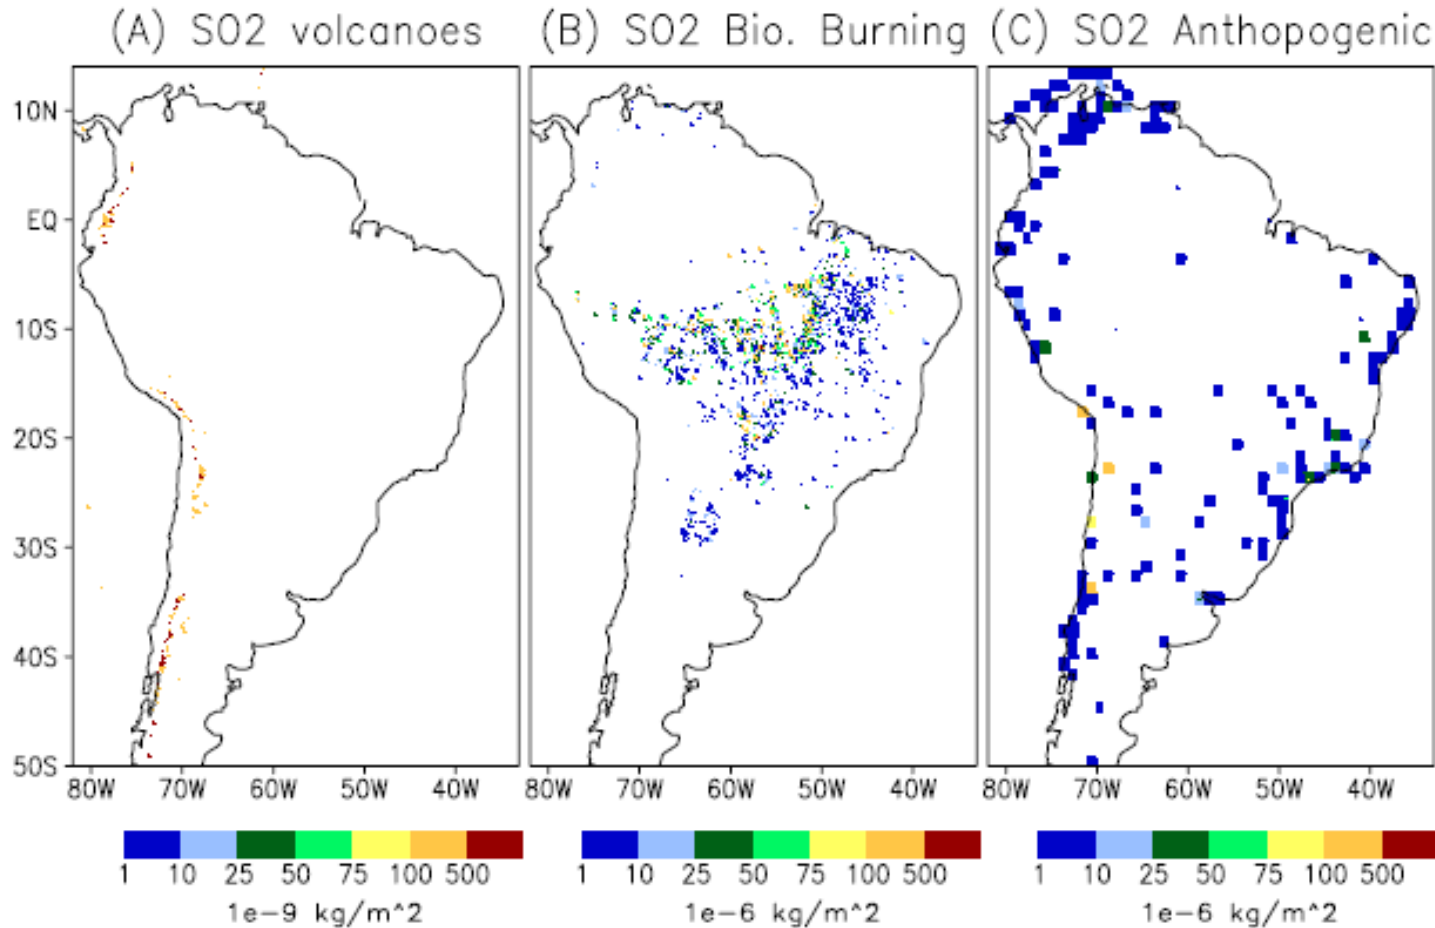 (A) SO2 volcanoes
(B) SO2 Bio. Burning
(C) SO2 Anthopogenic
10N
EQ
10S
20S
30S
40S
50S
80W 70W 60W 50W 40W
80W 70W 60W 50W 40W
80W 70W 60W 50W 40W
1 10 25 50 75 100 500
1 10 25 50 75 100 500
1 10 25 50 75 100 500
1e-9 kg/m^2
1e-6 kg/m^2
1e-6 kg/m^2